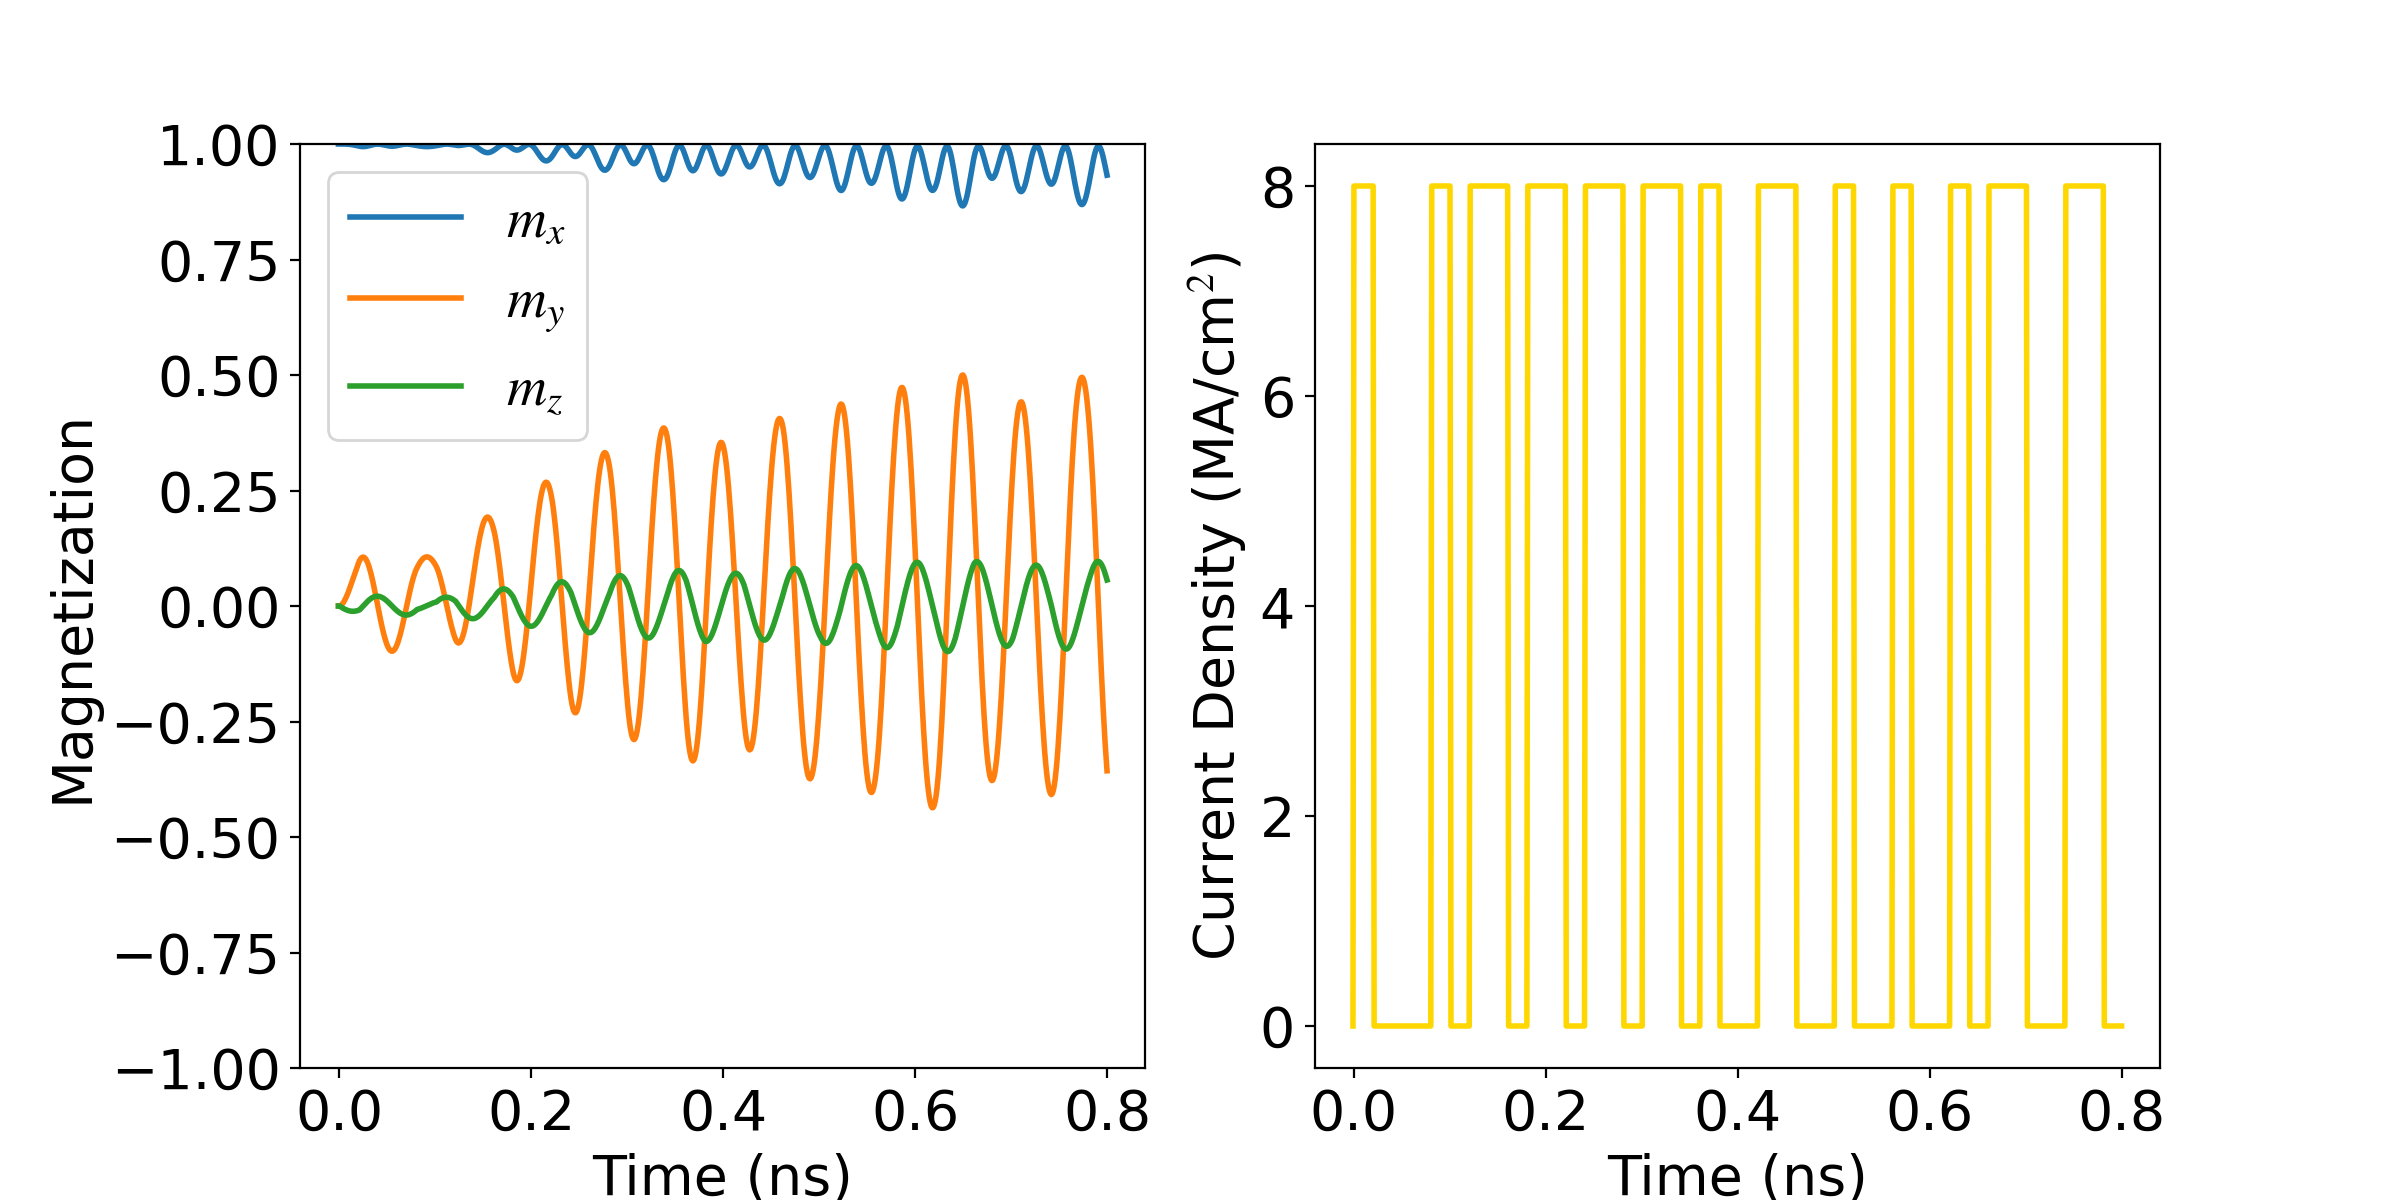 1.00
0.75
0.50
0.25
0.00
−0.25
−0.50
−0.75
−1.00
Magnetization
m_x
m_y
m_z
0.0 0.2 0.4 0.6 0.8
Time (ns)
8
6
4
2
0
Current Density (MA/cm²)
0.0 0.2 0.4 0.6 0.8
Time (ns)